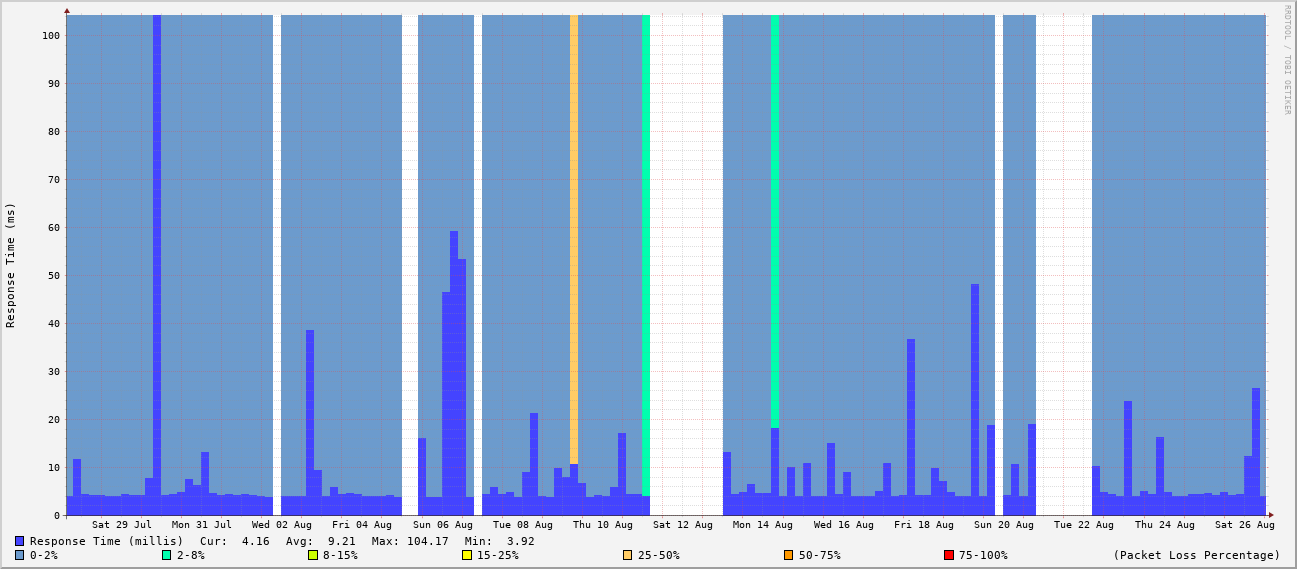 RRDTOOL / TOBI OETIKER
Response Time (ms)
100
90
80
70
60
50
40
30
20
10
0
Sat 29 Jul Mon 31 Jul Wed 02 Aug Fri 04 Aug Sun 06 Aug Tue 08 Aug Thu 10 Aug Sat 12 Aug Mon 14 Aug Wed 16 Aug Fri 18 Aug Sun 20 Aug Tue 22 Aug Thu 24 Aug Sat 26 Aug
Response Time (millis) Cur: 4.16 Avg: 9.21 Max: 104.17 Min: 3.92
0-2% 2-8% 8-15% 15-25% 25-50% 50-75% 75-100% (Packet Loss Percentage)